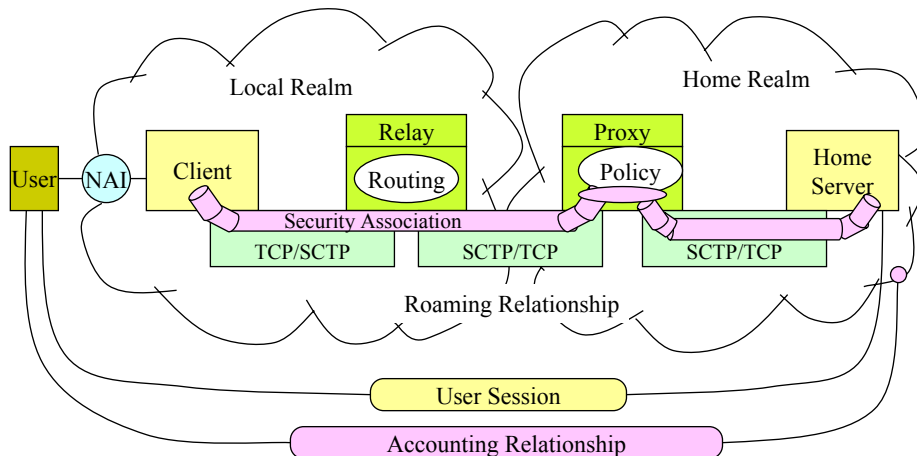 Local Realm
Home Realm
Relay
Proxy
User
NAI
Client
Routing
Policy
Home
Server
Security Association
TCP/SCTP
SCTP/TCP
SCTP/TCP
Roaming Relationship
User Session
Accounting Relationship